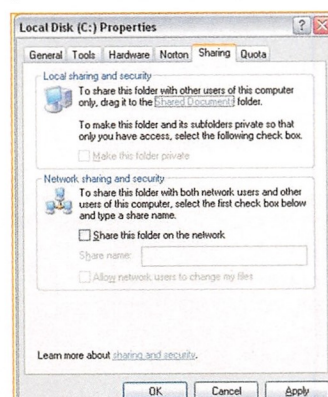 Local Disk (C:) Properties
General Tools Hardware Norton Sharing Quota
Local sharing and security
To share this folder with other users of this computer
only, drag it to the Shared Documents folder.
To make this folder and its subfolders private so that
only you have access, select the following check box.
Make this folder private
Network sharing and security
To share this folder with both network users and other
users of this computer, select the first check box below
and type a share name.
Share this folder on the network
Share name:
Allow network users to change my files
Learn more about sharing and security.
OK Cancel Apply